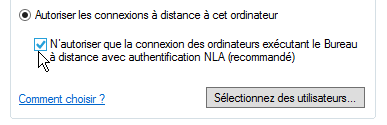 Autoriser les connexions à distance à cet ordinateur
N'autoriser que la connexion des ordinateurs exécutant le Bureau
à distance avec authentification NLA (recommandé)
Comment choisir ?
Sélectionnez des utilisateurs...